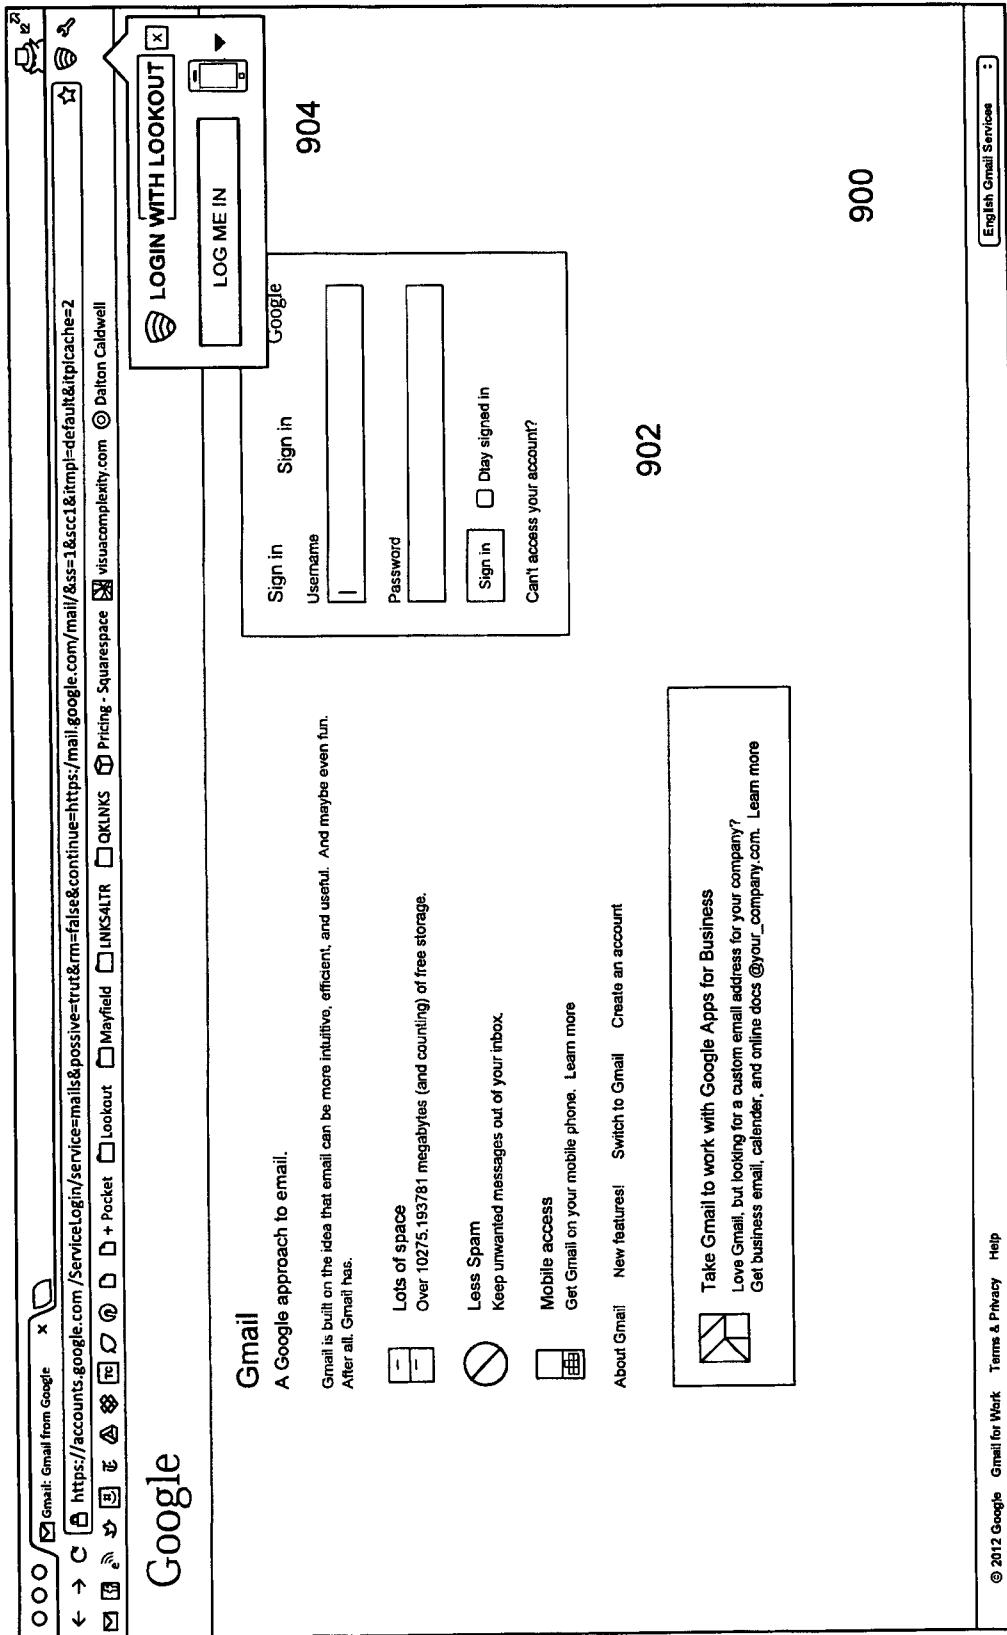 Gmail: Gmail from Google x
https://accounts.google.com /ServiceLogin/service=mails&possive=trut&rm=false&continue=https:/mail.google.com/mail/&ss=1&scc1&itmpl=default&itplcache=2
TC + Pocket Lookout Mayfield LNKS4LTR QKLNKS Pricing - Squarespace visuacomplexity.com Dalton Caldwell
Google
LOGIN WITH LOOKOUT x
LOG ME IN
904
Gmail
A Google approach to email.
Gmail is built on the idea that email can be more intuitive, efficient, and useful. And maybe even fun.
After all. Gmail has.
Lots of space
Over 10275.193781 megabytes (and counting) of free storage.
Less Spam
Keep unwanted messages out of your inbox.
Mobile access
Get Gmail on your mobile phone. Learn more
About Gmail New features! Switch to Gmail Create an account
Take Gmail to work with Google Apps for Business
Love Gmail, but looking for a custom email address for your company?
Get business email, calender, and online docs @your_company.com. Learn more
Sign in Sign in Google
Username
Password
Sign in Dtay signed in
Can't access your account?
902
900
© 2012 Google Gmail for Work Terms & Privacy Help
English Gmail Services